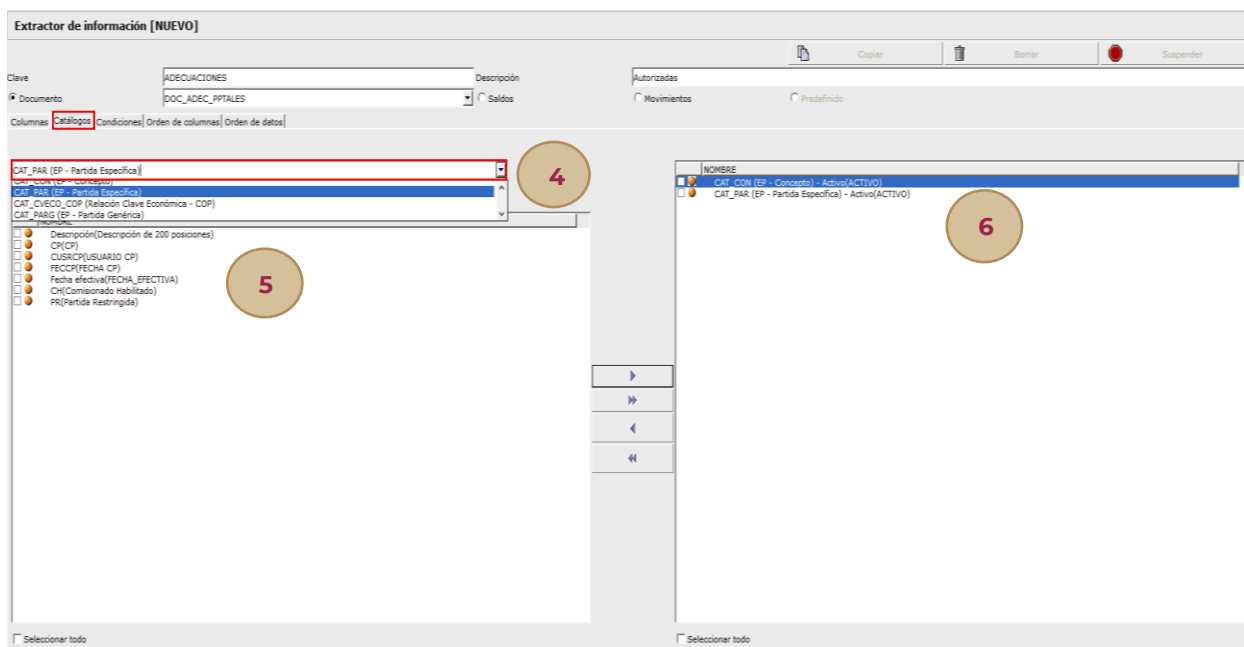 Extractor de información [NUEVO]
Copiar Borrar Suspender
Clave ADECUACIONES Descripción Autorizadas
Documento DOC_ADEC_PPTALES Saldos Movimientos Predefinido
Columnas Catálogos Condiciones Orden de columnas Orden de datos
CAT_PAR (EP - Partida Específica)
CAT_CON (EP - Concepto)
CAT_PAR (EP - Partida Específica)
CAT_CVECO_COP (Relación Clave Económica - COP)
CAT_PARG (EP - Partida Genérica)
4
NOMBRE
Descripción(Descripción de 200 posiciones)
CP(CP)
CUSRCP(USUARIO CP)
FECCP(FECHA CP)
Fecha efectiva(FECHA_EFECTIVA)
CH(Comisionado Habilitado)
PR(Partida Restringida)
5
Seleccionar todo
NOMBRE
CAT_CON (EP - Concepto) - Activo(ACTIVO)
CAT_PAR (EP - Partida Específica) - Activo(ACTIVO)
6
Seleccionar todo